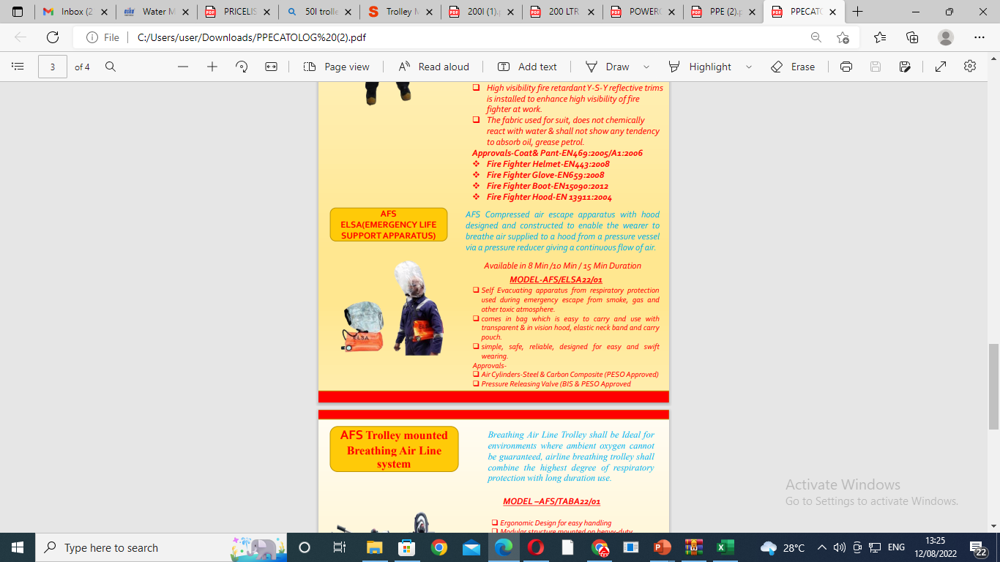 Inbox (2
Water M
PRICELIS
50l trolle
Trolley M
200l (1).p
200 LTR
POWERO
PPE (2).p
PPECATO
File
C:/Users/user/Downloads/PPECATOLOG%20(2).pdf
3 of 4
Page view
Read aloud
Add text
Draw
Highlight
Erase
High visibility fire retardant Y-S-Y reflective trims
is installed to enhance high visibility of fire
fighter at work.
The fabric used for suit, does not chemically
react with water & shall not show any tendency
to absorb oil, grease petrol.
Approvals-Coat& Pant-EN469:2005/A1:2006
Fire Fighter Helmet-EN443:2008
Fire Fighter Glove-EN659:2008
Fire Fighter Boot-EN15090:2012
Fire Fighter Hood-EN 13911:2004
AFS
ELSA(EMERGENCY LIFE
SUPPORT APPARATUS)
AFS Compressed air escape apparatus with hood
designed and constructed to enable the wearer to
breathe air supplied to a hood from a pressure vessel
via a pressure reducer giving a continuous flow of air.
Available in 8 Min /10 Min / 15 Min Duration
MODEL-AFS/ELSA22/01
Self Evacuating apparatus from respiratory protection
used during emergency escape from smoke, gas and
other toxic atmosphere.
comes in bag which is easy to carry and use with
transparent & in vision hood, elastic neck band and carry
pouch.
simple, safe, reliable, designed for easy and swift
wearing.
Approvals-
Air Cylinders-Steel & Carbon Composite (PESO Approved)
Pressure Releasing Valve (BIS & PESO Approved
ELSA
ELSA
AFS Trolley mounted
Breathing Air Line
system
Breathing Air Line Trolley shall be Ideal for
environments where ambient oxygen cannot
be guaranteed, airline breathing trolley shall
combine the highest degree of respiratory
protection with long duration use.
MODEL –AFS/TABA22/01
Ergonomic Design for easy handling
Modular structure mounted on heavy-duty
Activate Windows
Go to Settings to activate Windows.
Type here to search
28°C
ENG
13:25
12/08/2022
22